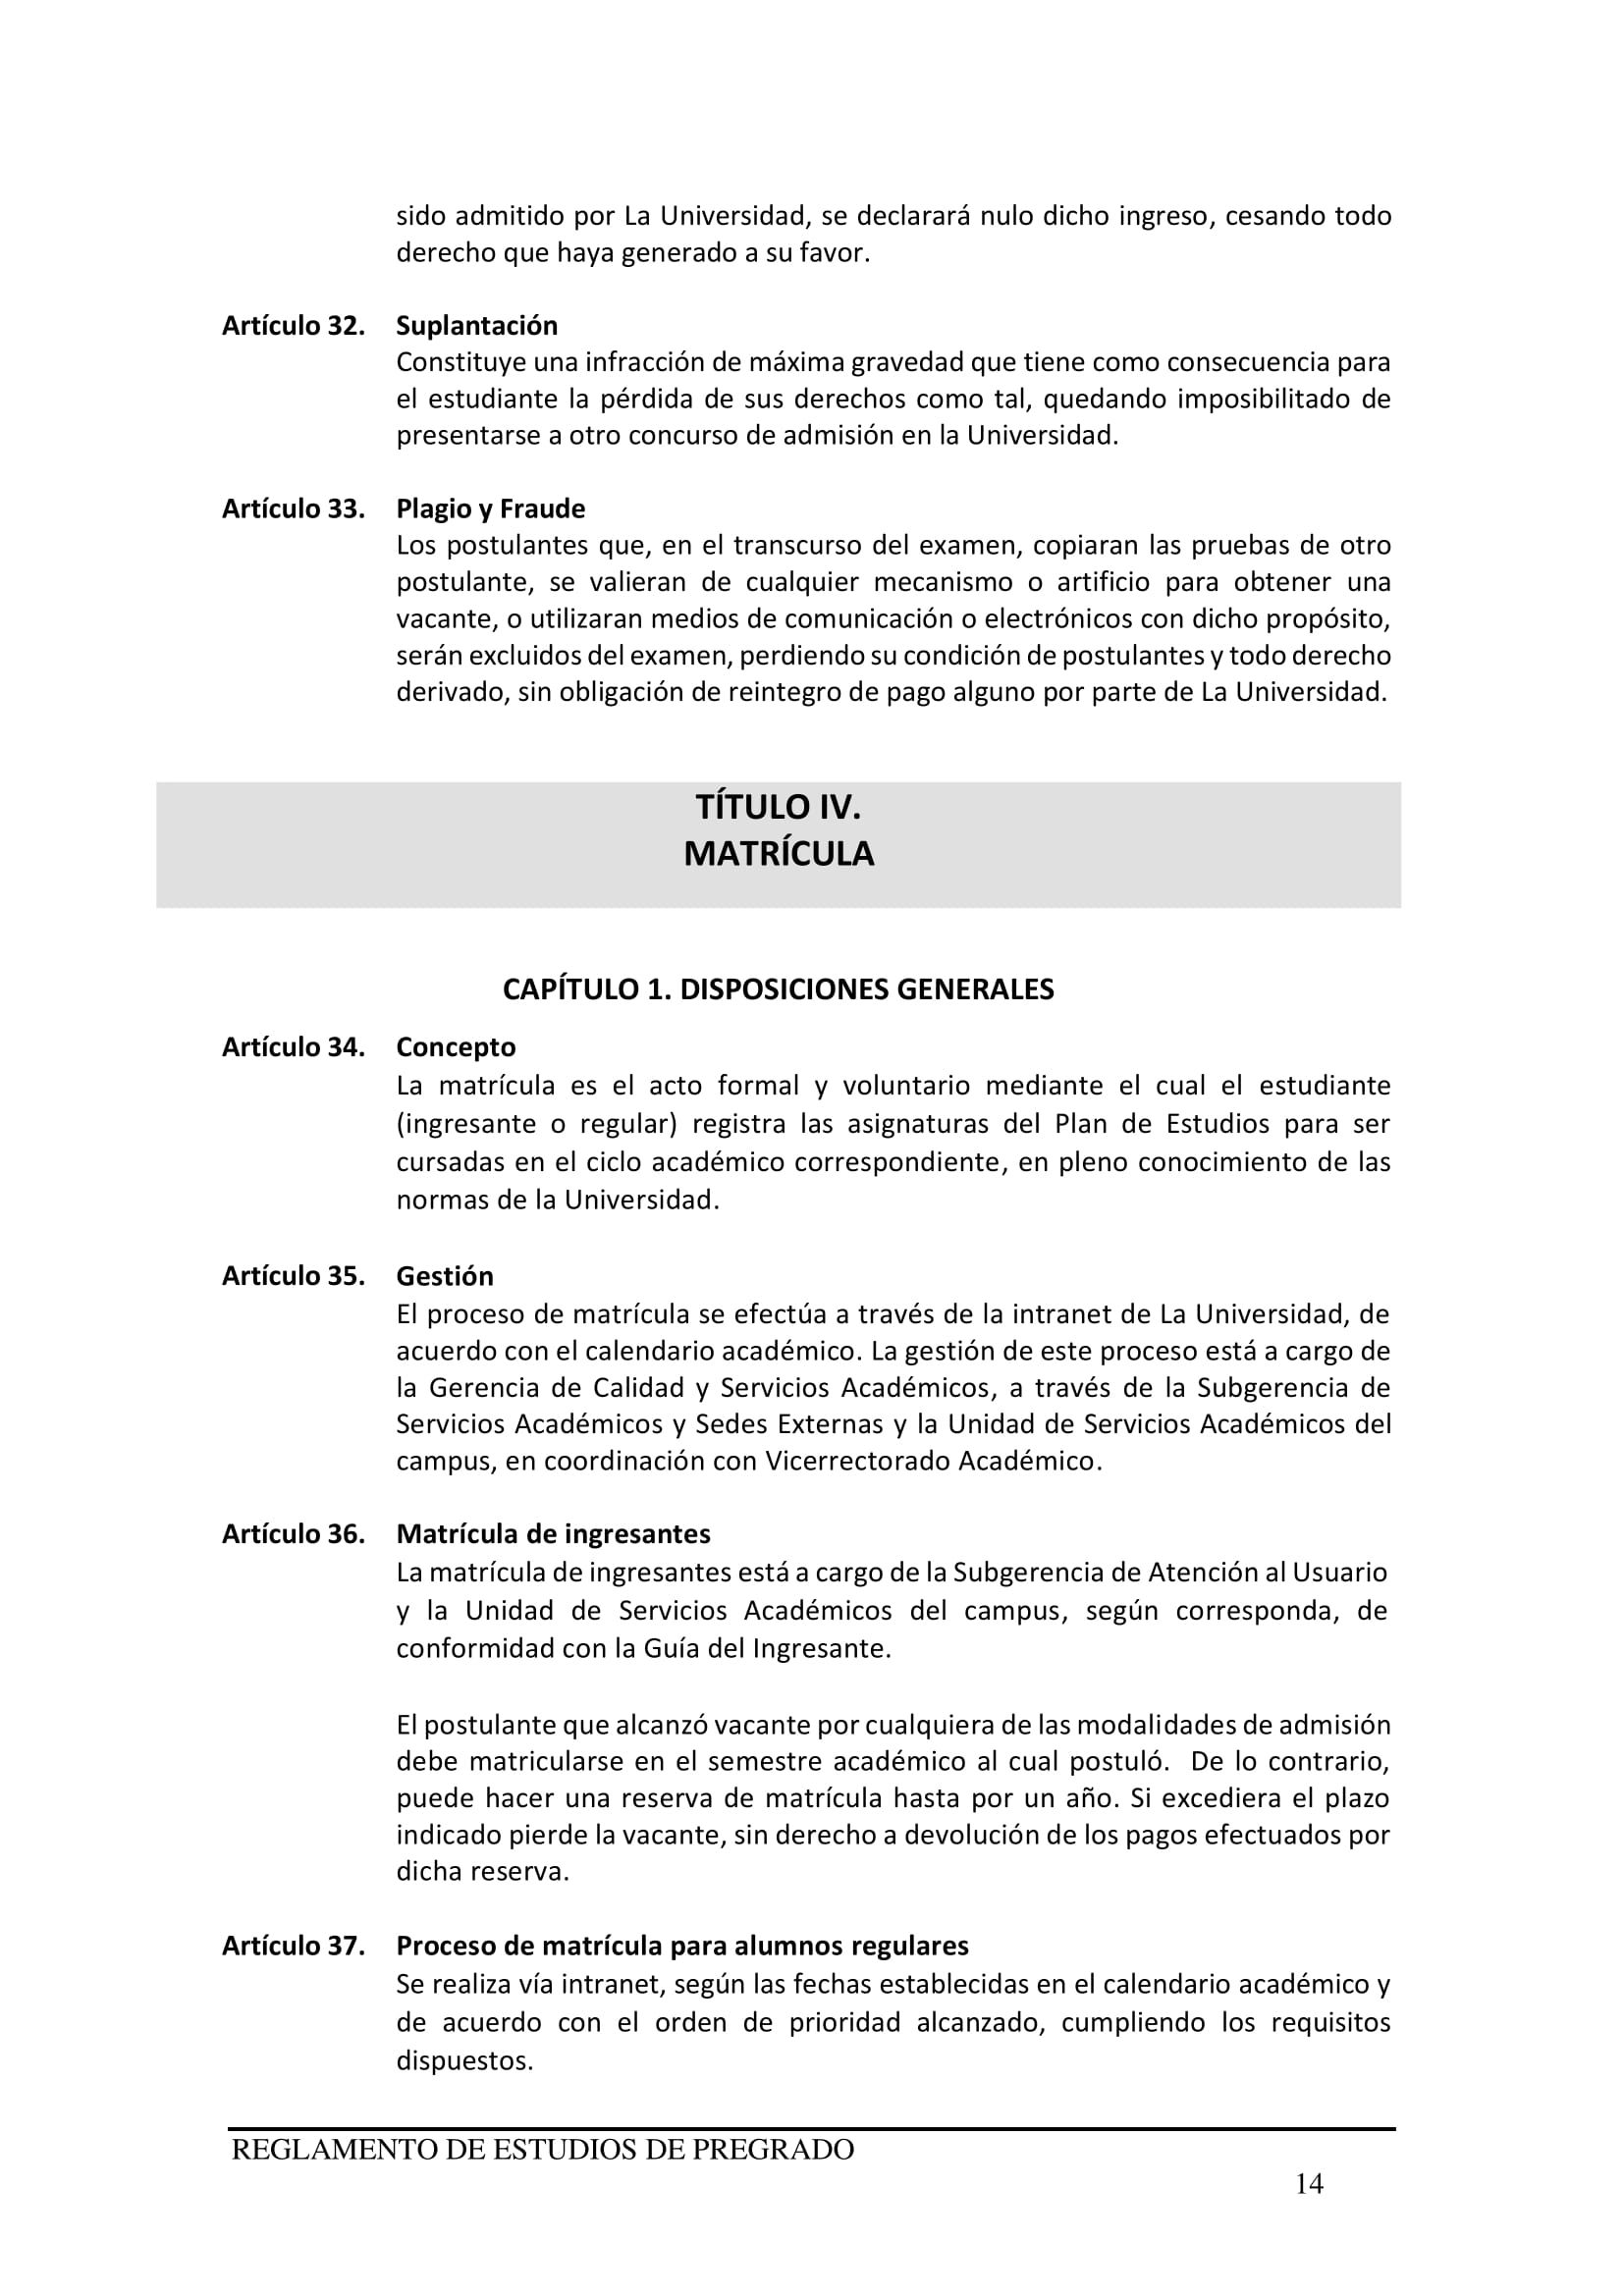 sido admitido por La Universidad, se declarará nulo dicho ingreso, cesando todo
derecho que haya generado a su favor.
Artículo 32. Suplantación
Constituye una infracción de máxima gravedad que tiene como consecuencia para
el estudiante la pérdida de sus derechos como tal, quedando imposibilitado de
presentarse a otro concurso de admisión en la Universidad.
Artículo 33. Plagio y Fraude
Los postulantes que, en el transcurso del examen, copiaran las pruebas de otro
postulante, se valieran de cualquier mecanismo o artificio para obtener una
vacante, o utilizaran medios de comunicación o electrónicos con dicho propósito,
serán excluidos del examen, perdiendo su condición de postulantes y todo derecho
derivado, sin obligación de reintegro de pago alguno por parte de La Universidad.
TÍTULO IV.
MATRÍCULA
CAPÍTULO 1. DISPOSICIONES GENERALES
Artículo 34. Concepto
La matrícula es el acto formal y voluntario mediante el cual el estudiante
(ingresante o regular) registra las asignaturas del Plan de Estudios para ser
cursadas en el ciclo académico correspondiente, en pleno conocimiento de las
normas de la Universidad.
Artículo 35. Gestión
El proceso de matrícula se efectúa a través de la intranet de La Universidad, de
acuerdo con el calendario académico. La gestión de este proceso está a cargo de
la Gerencia de Calidad y Servicios Académicos, a través de la Subgerencia de
Servicios Académicos y Sedes Externas y la Unidad de Servicios Académicos del
campus, en coordinación con Vicerrectorado Académico.
Artículo 36. Matrícula de ingresantes
La matrícula de ingresantes está a cargo de la Subgerencia de Atención al Usuario
y la Unidad de Servicios Académicos del campus, según corresponda, de
conformidad con la Guía del Ingresante.
El postulante que alcanzó vacante por cualquiera de las modalidades de admisión
debe matricularse en el semestre académico al cual postuló. De lo contrario,
puede hacer una reserva de matrícula hasta por un año. Si excediera el plazo
indicado pierde la vacante, sin derecho a devolución de los pagos efectuados por
dicha reserva.
Artículo 37. Proceso de matrícula para alumnos regulares
Se realiza vía intranet, según las fechas establecidas en el calendario académico y
de acuerdo con el orden de prioridad alcanzado, cumpliendo los requisitos
dispuestos.
REGLAMENTO DE ESTUDIOS DE PREGRADO
14